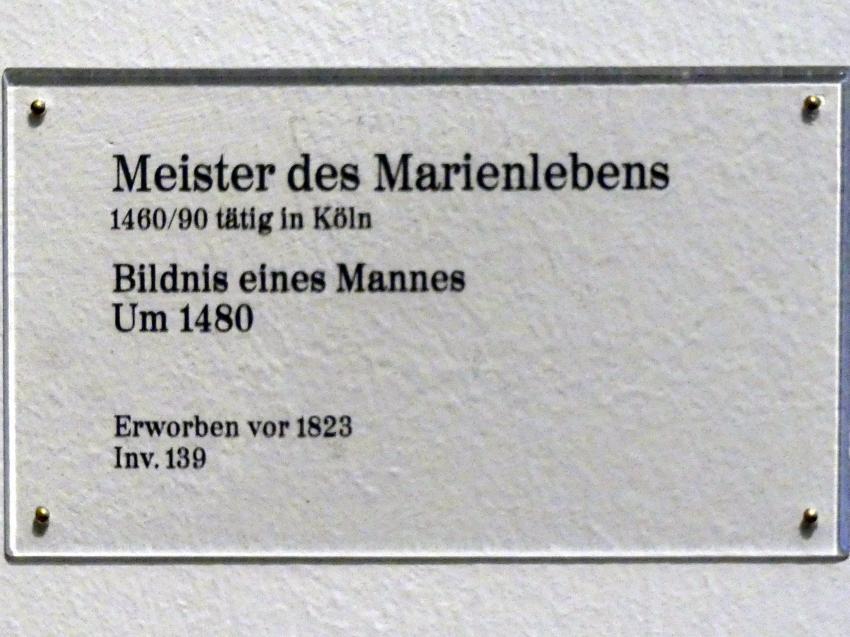 Meister des Marienlebens
1460/90 tätig in Köln
Bildnis eines Mannes
Um 1480
Erworben vor 1823
Inv. 139